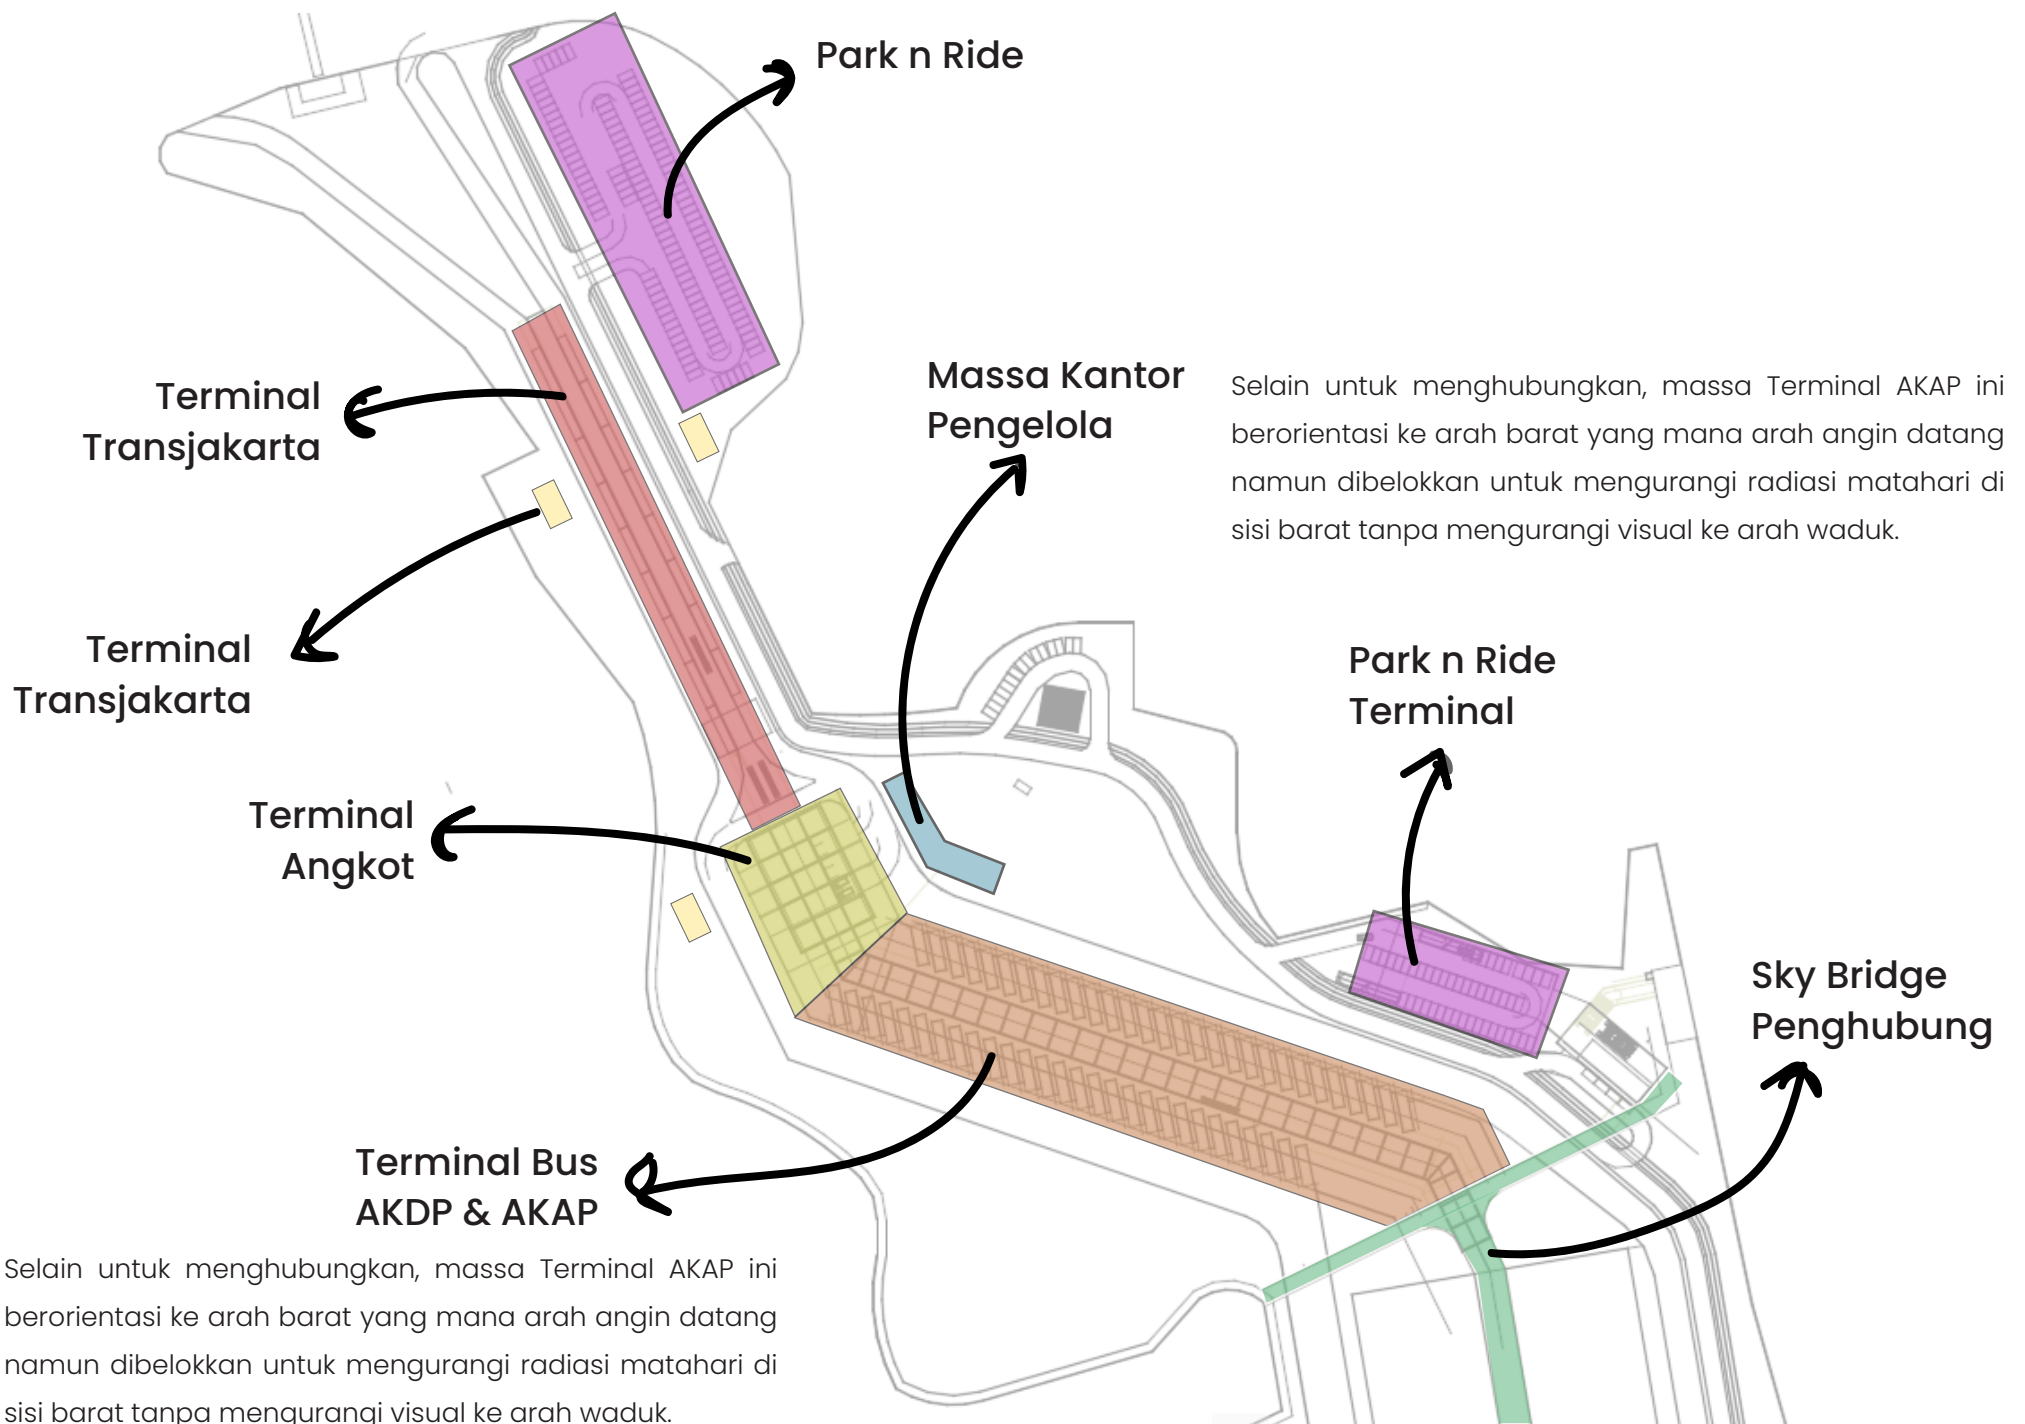 Park n Ride
Terminal
Transjakarta
Massa Kantor
Pengelola
Selain untuk menghubungkan, massa Terminal AKAP ini
berorientasi ke arah barat yang mana arah angin datang
namun dibelokkan untuk mengurangi radiasi matahari di
sisi barat tanpa mengurangi visual ke arah waduk.
Terminal
Transjakarta
Park n Ride
Terminal
Terminal
Angkot
Sky Bridge
Penghubung
Terminal Bus
AKDP & AKAP
Selain untuk menghubungkan, massa Terminal AKAP ini
berorientasi ke arah barat yang mana arah angin datang
namun dibelokkan untuk mengurangi radiasi matahari di
sisi barat tanpa mengurangi visual ke arah waduk.